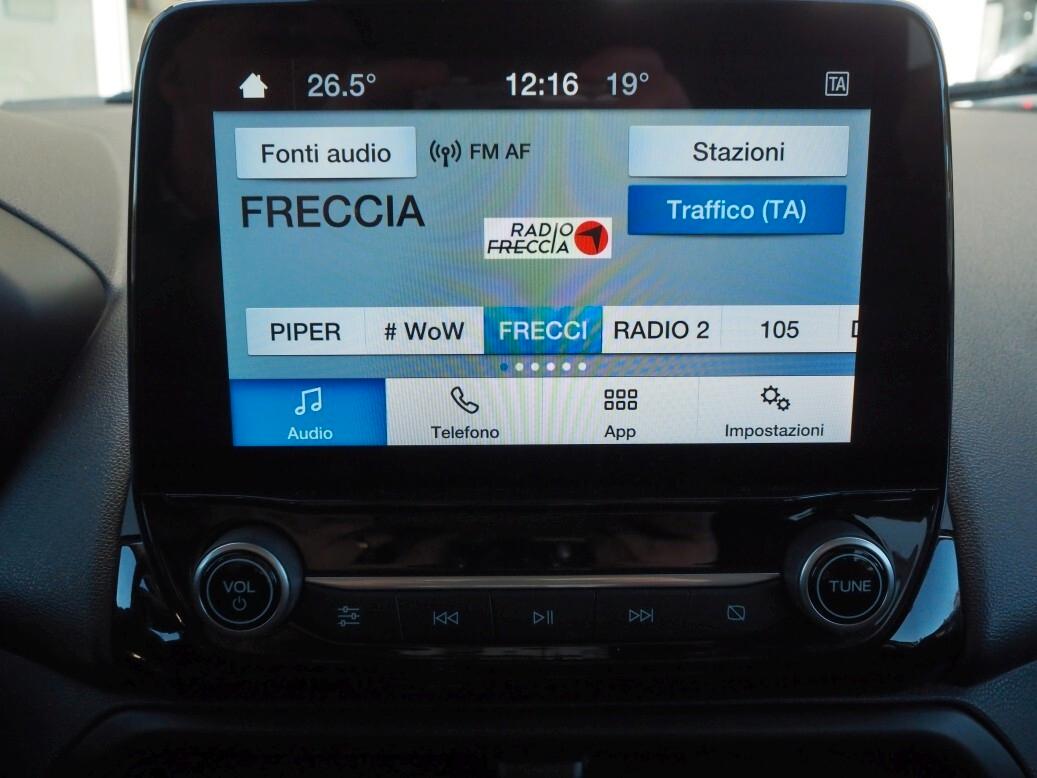 26.5° 12:16 19° TA
Fonti audio FM AF Stazioni
FRECCIA
Traffico (TA)
RADIO
FRECCIA
PIPER # WoW FRECCI RADIO 2 105
Audio Telefono App Impostazioni
VOL TUNE